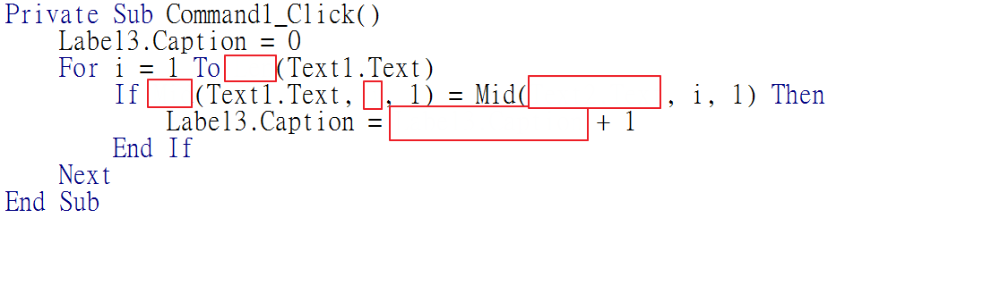 Private Sub Command1_Click()
Label3.Caption = 0
For i = 1 To (Text1.Text)
If (Text1.Text, , 1) = Mid( , i, 1) Then
Label3.Caption = + 1
End If
Next
End Sub